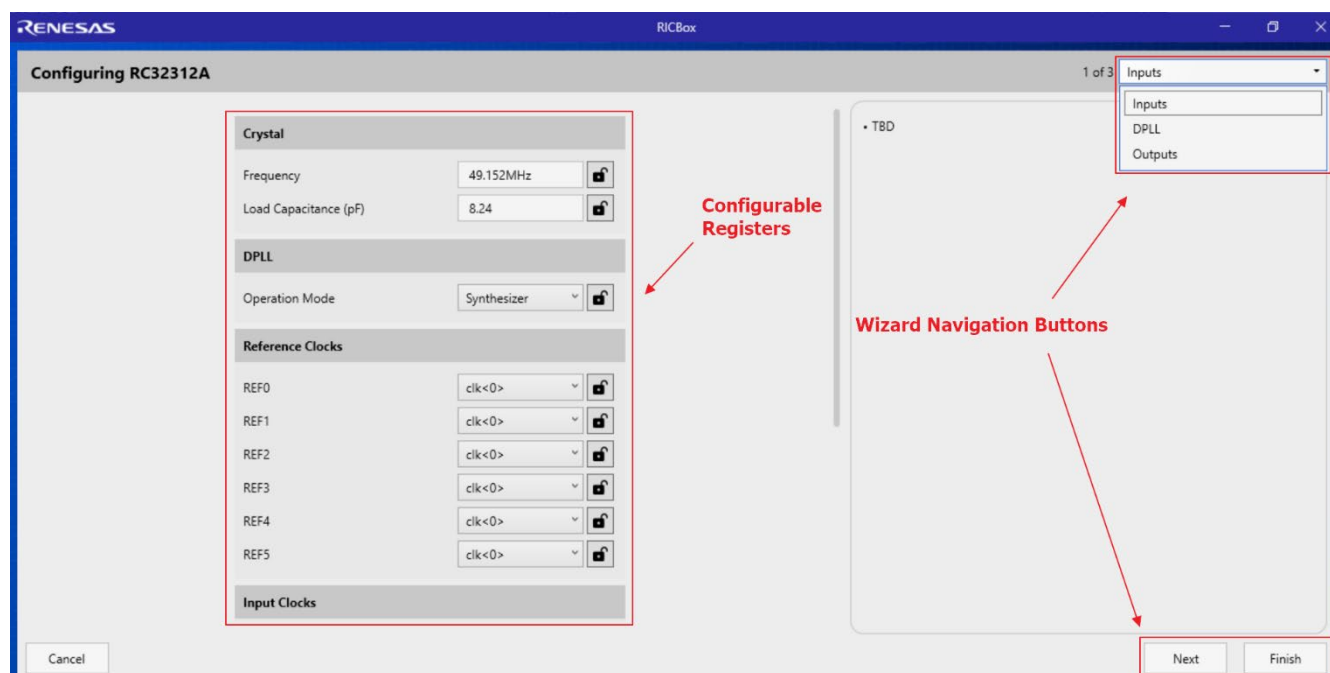 RENESAS
RICBox
Configuring RC32312A
1 of 3 Inputs
Inputs
DPLL
Outputs
Crystal
Frequency 49.152MHz
Load Capacitance (pF) 8.24
DPLL
Operation Mode Synthesizer
Reference Clocks
REF0 clk<0>
REF1 clk<0>
REF2 clk<0>
REF3 clk<0>
REF4 clk<0>
REF5 clk<0>
Input Clocks
Configurable
Registers
• TBD
Wizard Navigation Buttons
Cancel
Next
Finish